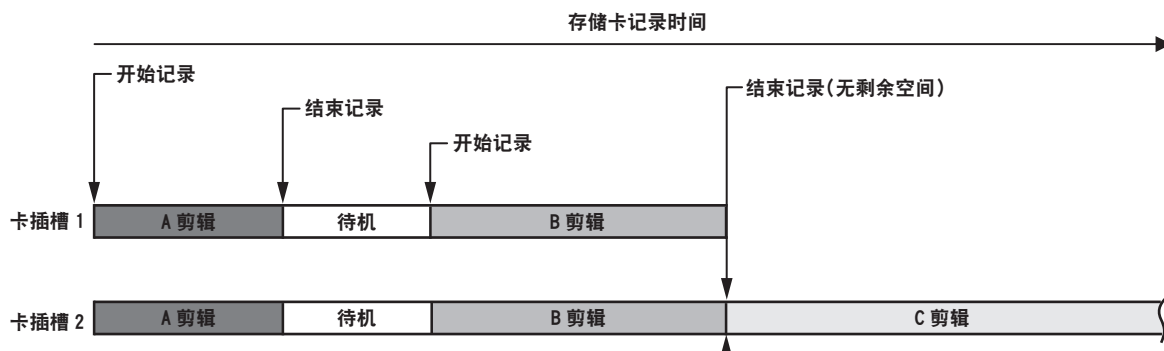 存储卡记录时间
开始记录
结束记录(无剩余空间)
结束记录
开始记录
卡插槽 1
A 剪辑
待机
B 剪辑
卡插槽 2
A 剪辑
待机
B 剪辑
C 剪辑